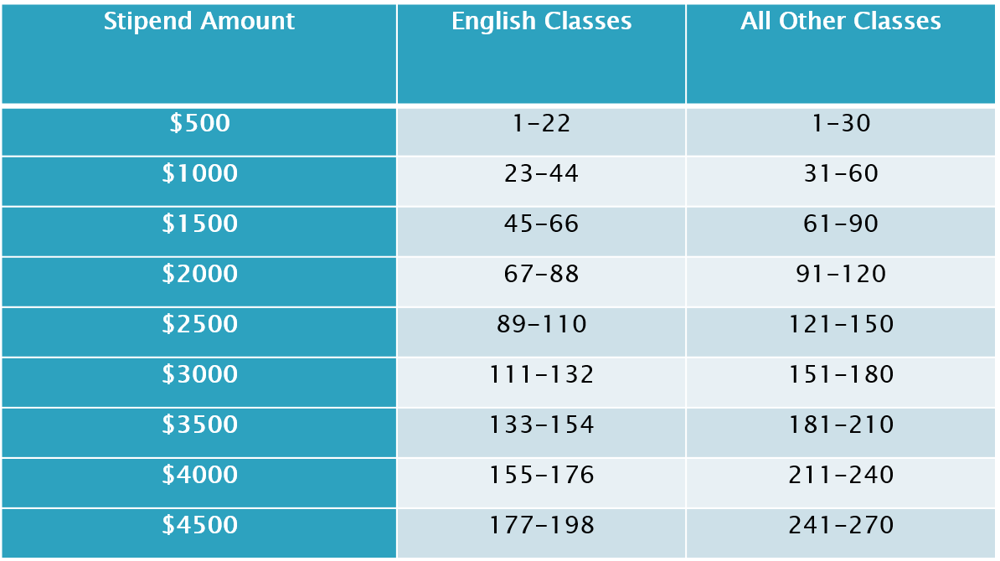 Stipend Amount English Classes All Other Classes
$500 1-22 1-30
$1000 23-44 31-60
$1500 45-66 61-90
$2000 67-88 91-120
$2500 89-110 121-150
$3000 111-132 151-180
$3500 133-154 181-210
$4000 155-176 211-240
$4500 177-198 241-270